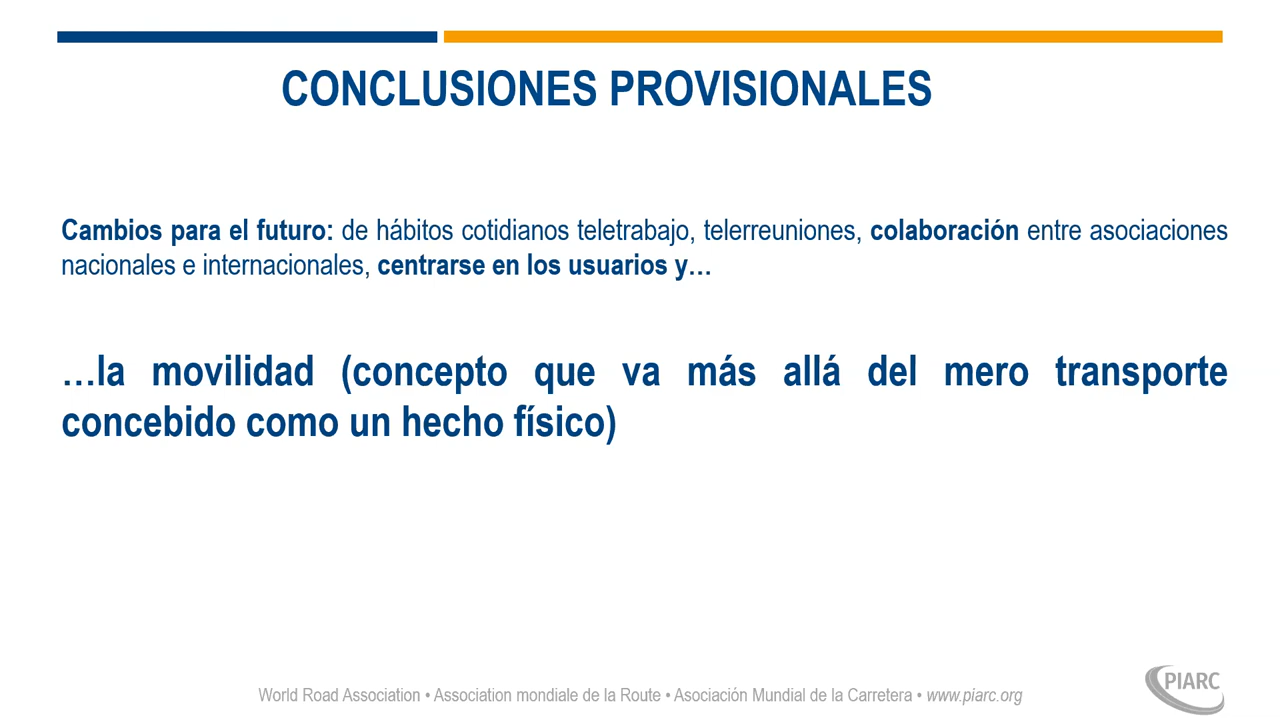 CONCLUSIONES PROVISIONALES
Cambios para el futuro: de hábitos cotidianos teletrabajo, telerreuniones, colaboración entre asociaciones
nacionales e internacionales, centrarse en los usuarios y…
…la movilidad (concepto que va más allá del mero transporte
concebido como un hecho físico)
World Road Association • Association mondiale de la Route • Asociación Mundial de la Carretera • www.piarc.org
PIARC